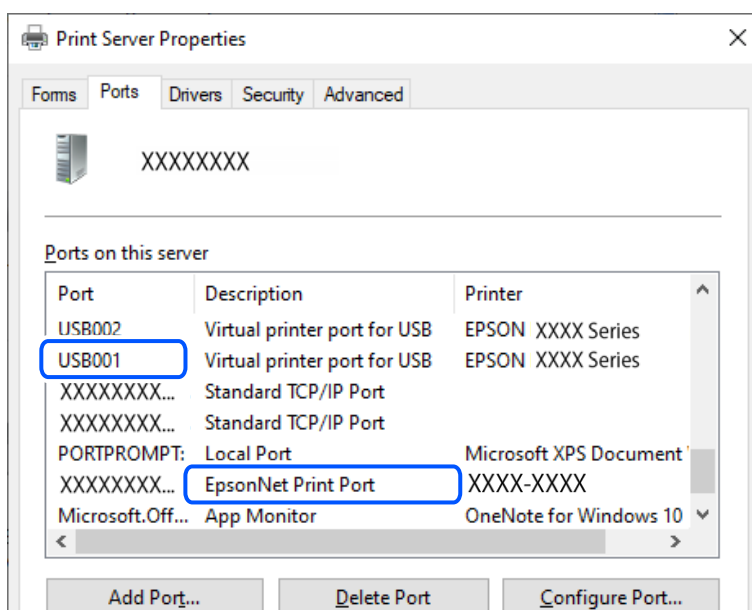 Print Server Properties
Forms Ports Drivers Security Advanced
XXXXXXXX
Ports on this server
Port Description Printer
USB002 Virtual printer port for USB EPSON XXXX Series
USB001 Virtual printer port for USB EPSON XXXX Series
XXXXXXXX... Standard TCP/IP Port
XXXXXXXX... Standard TCP/IP Port
PORTPROMPT: Local Port Microsoft XPS Document
XXXXXXXX... EpsonNet Print Port XXXX-XXXX
Microsoft.Off... App Monitor OneNote for Windows 10
Add Port... Delete Port Configure Port...